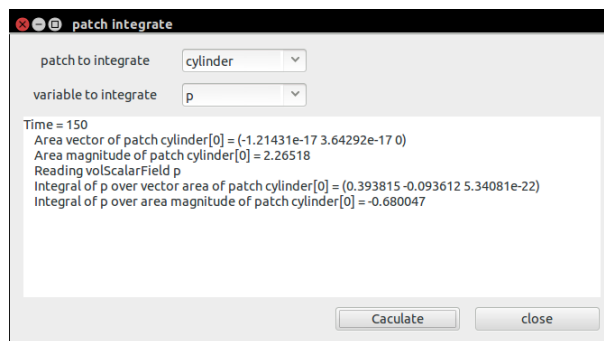 patch integrate
patch to integrate cylinder
variable to integrate p
Time = 150
Area vector of patch cylinder[0] = (-1.21431e-17 3.64292e-17 0)
Area magnitude of patch cylinder[0] = 2.26518
Reading volScalarField p
Integral of p over vector area of patch cylinder[0] = (0.393815 -0.093612 5.34081e-22)
Integral of p over area magnitude of patch cylinder[0] = -0.680047
Caculate close